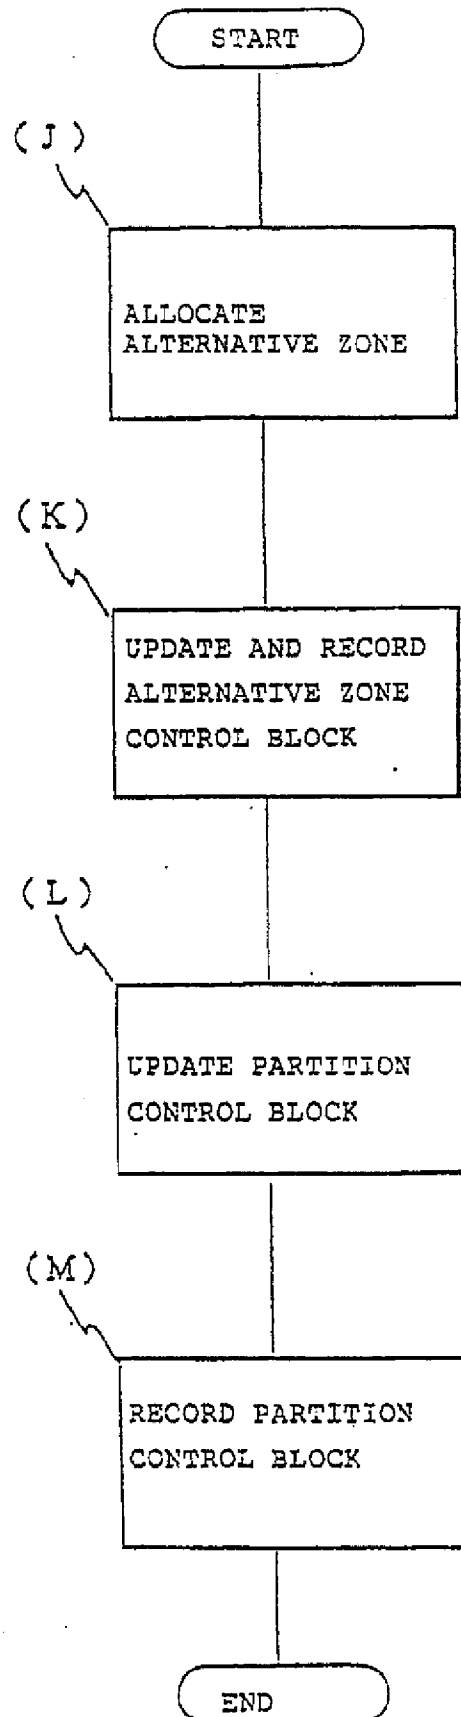 START
(J)
ALLOCATE
ALTERNATIVE ZONE
(K)
UPDATE AND RECORD
ALTERNATIVE ZONE
CONTROL BLOCK
(L)
UPDATE PARTITION
CONTROL BLOCK
(M)
RECORD PARTITION
CONTROL BLOCK
END